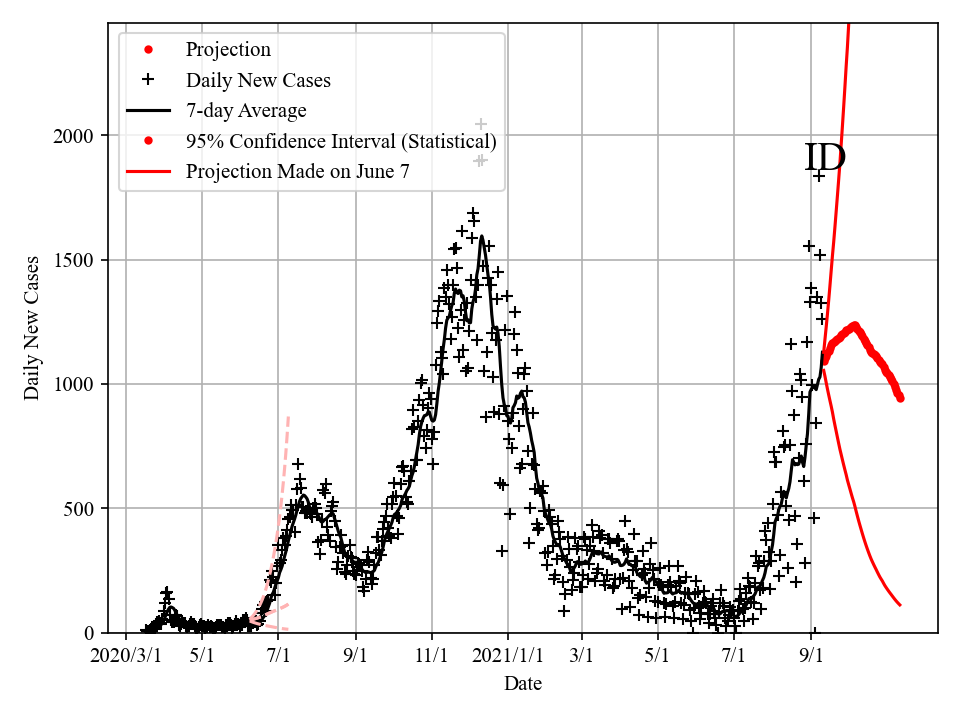 Projection
Daily New Cases
7-day Average
95% Confidence Interval (Statistical)
Projection Made on June 7
ID
Daily New Cases
2000
1500
1000
500
0
2020/3/1 5/1 7/1 9/1 11/1 2021/1/1 3/1 5/1 7/1 9/1
Date